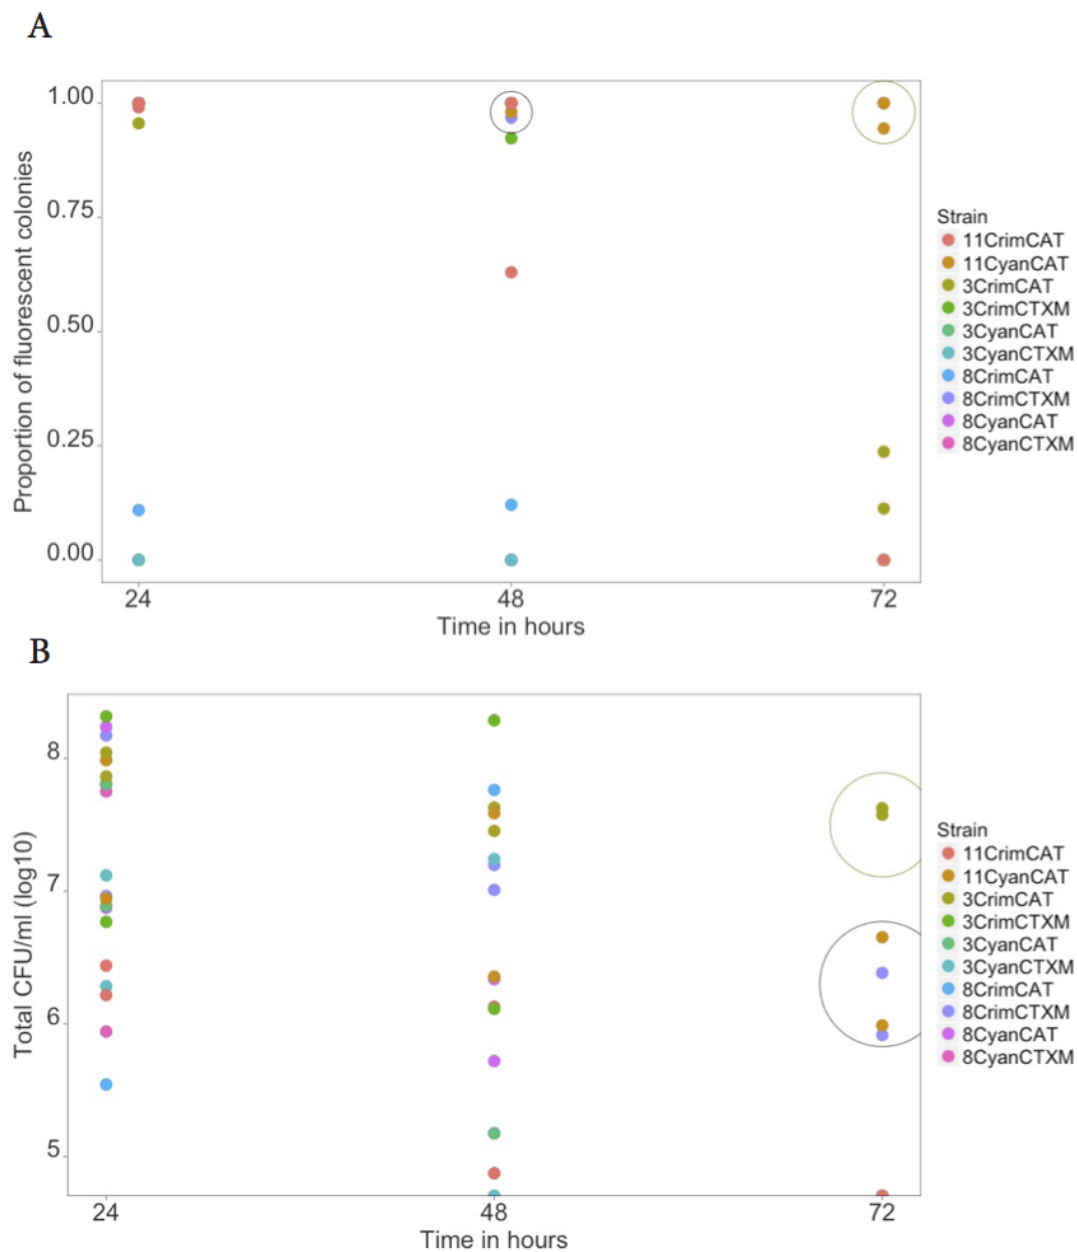 A
Proportion of fluorescent colonies
1.00
0.75
0.50
0.25
0.00
24 48 72
Time in hours
Strain
11CrimCAT
11CyanCAT
3CrimCAT
3CrimCTXM
3CyanCAT
3CyanCTXM
8CrimCAT
8CrimCTXM
8CyanCAT
8CyanCTXM
B
Total CFU/ml (log10)
8
7
6
5
24 48 72
Time in hours
Strain
11CrimCAT
11CyanCAT
3CrimCAT
3CrimCTXM
3CyanCAT
3CyanCTXM
8CrimCAT
8CrimCTXM
8CyanCAT
8CyanCTXM